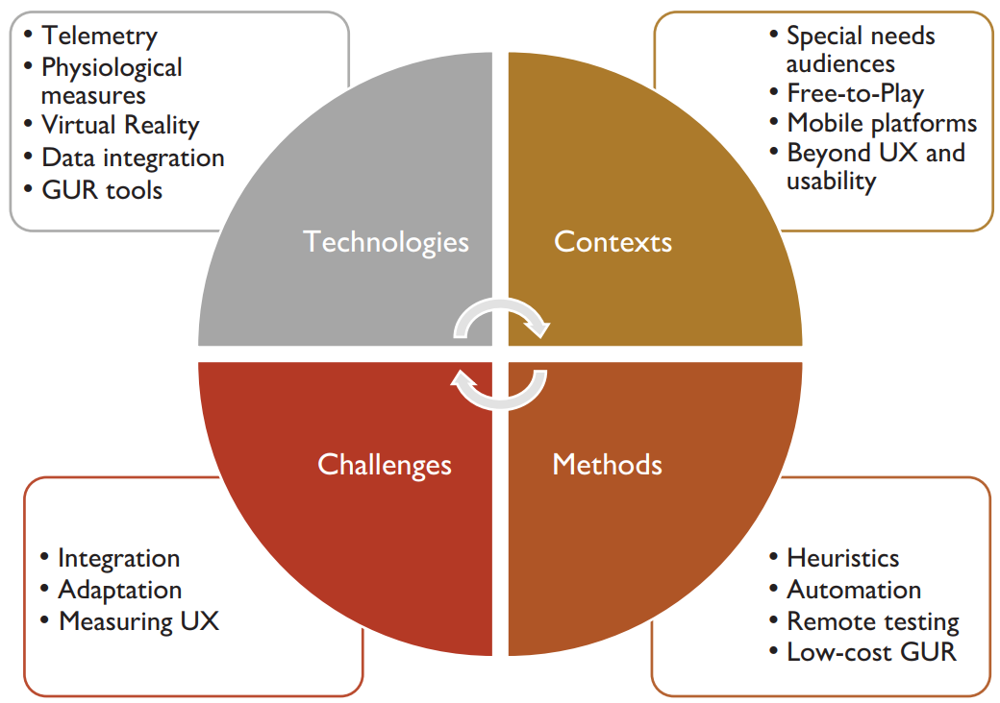 • Telemetry
• Physiological
measures
• Virtual Reality
• Data integration
• GUR tools
• Special needs
audiences
• Free-to-Play
• Mobile platforms
• Beyond UX and
usability
Technologies
Contexts
Challenges
Methods
• Integration
• Adaptation
• Measuring UX
• Heuristics
• Automation
• Remote testing
• Low-cost GUR